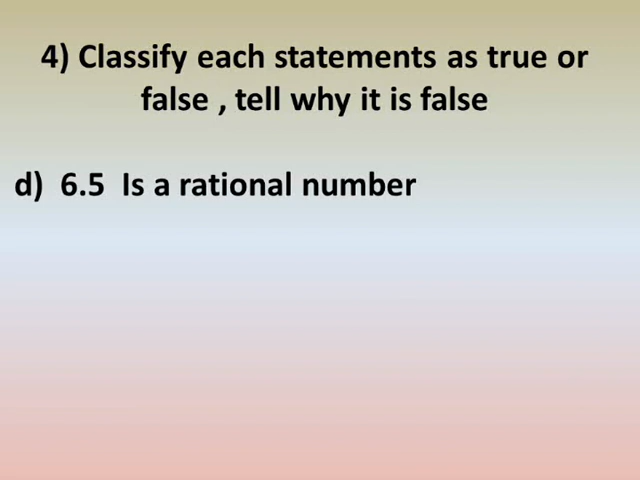 4) Classify each statements as true or
false , tell why it is false
d)  6.5  Is a rational number